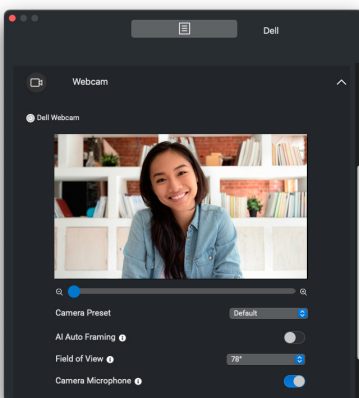 Dell
Webcam
Dell Webcam
Camera Preset
Default
AI Auto Framing
Field of View
78°
Camera Microphone